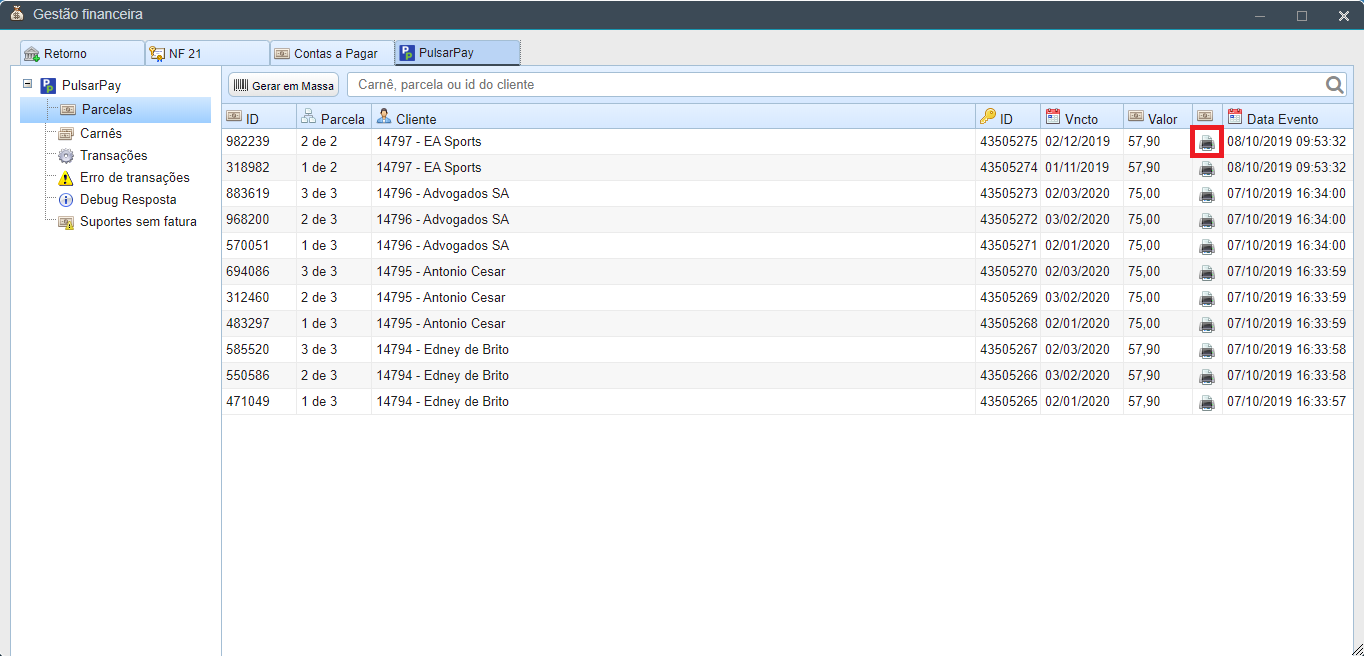 Gestão financeira
Retorno NF 21 Contas a Pagar PulsarPay
PulsarPay
Parcelas
Carnês
Transações
Erro de transações
Debug Resposta
Suportes sem fatura
Gerar em Massa Carnê, parcela ou id do cliente
ID Parcela Cliente ID Vncto Valor Data Evento
982239 2 de 2 14797 - EA Sports 43505275 02/12/2019 57,90 08/10/2019 09:53:32
318982 1 de 2 14797 - EA Sports 43505274 01/11/2019 57,90 08/10/2019 09:53:32
883619 3 de 3 14796 - Advogados SA 43505273 02/03/2020 75,00 07/10/2019 16:34:00
968200 2 de 3 14796 - Advogados SA 43505272 03/02/2020 75,00 07/10/2019 16:34:00
570051 1 de 3 14796 - Advogados SA 43505271 02/01/2020 75,00 07/10/2019 16:34:00
694086 3 de 3 14795 - Antonio Cesar 43505270 02/03/2020 75,00 07/10/2019 16:33:59
312460 2 de 3 14795 - Antonio Cesar 43505269 03/02/2020 75,00 07/10/2019 16:33:59
483297 1 de 3 14795 - Antonio Cesar 43505268 02/01/2020 75,00 07/10/2019 16:33:59
585520 3 de 3 14794 - Edney de Brito 43505267 02/03/2020 57,90 07/10/2019 16:33:58
550586 2 de 3 14794 - Edney de Brito 43505266 03/02/2020 57,90 07/10/2019 16:33:58
471049 1 de 3 14794 - Edney de Brito 43505265 02/01/2020 57,90 07/10/2019 16:33:57